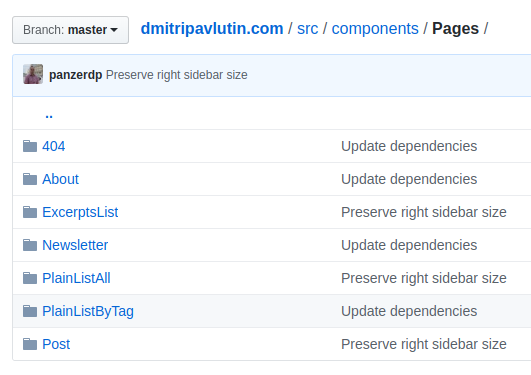 Branch: master dmitripavlutin.com / src / components / Pages /
panzerdp Preserve right sidebar size
..
404 Update dependencies
About Update dependencies
ExcerptsList Preserve right sidebar size
Newsletter Update dependencies
PlainListAll Preserve right sidebar size
PlainListByTag Update dependencies
Post Preserve right sidebar size